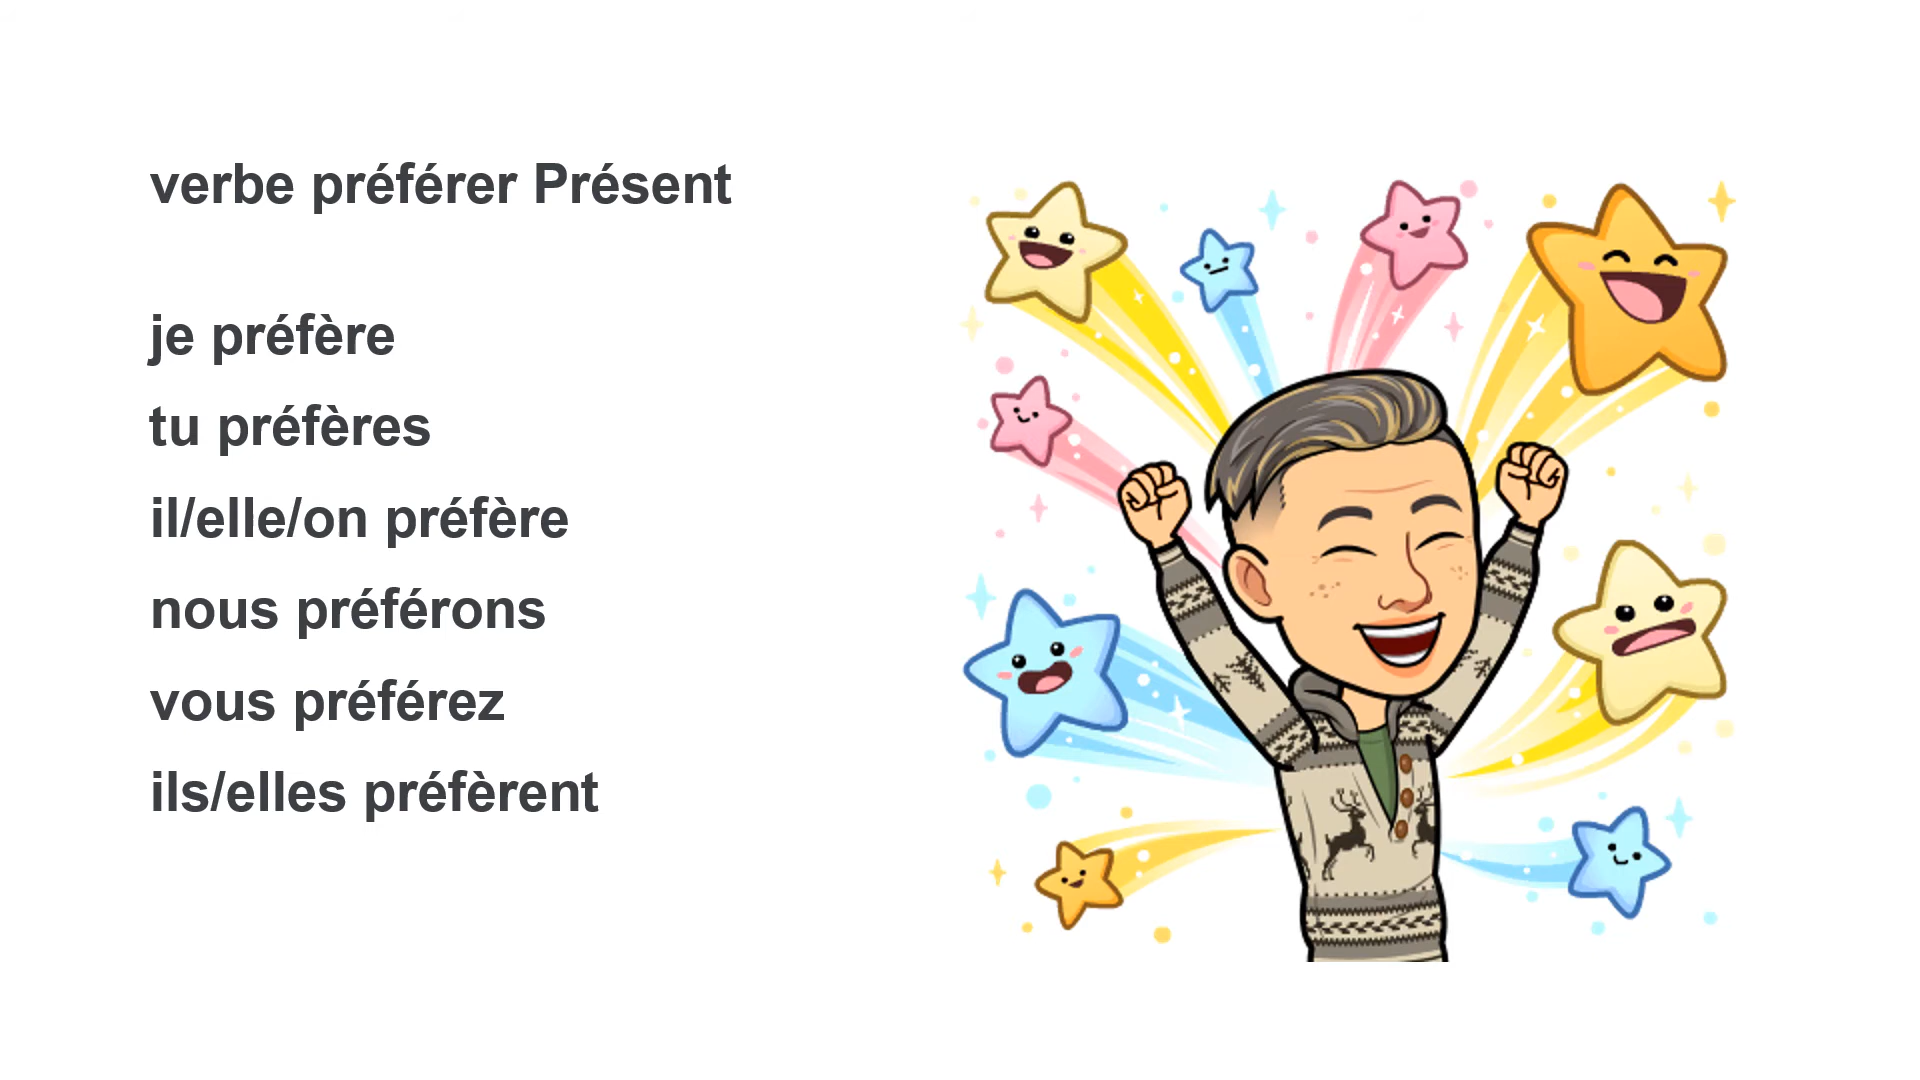 verbe préférer Présent
je préfère
tu préfères
il/elle/on préfère
nous préférons
vous préférez
ils/elles préfèrent